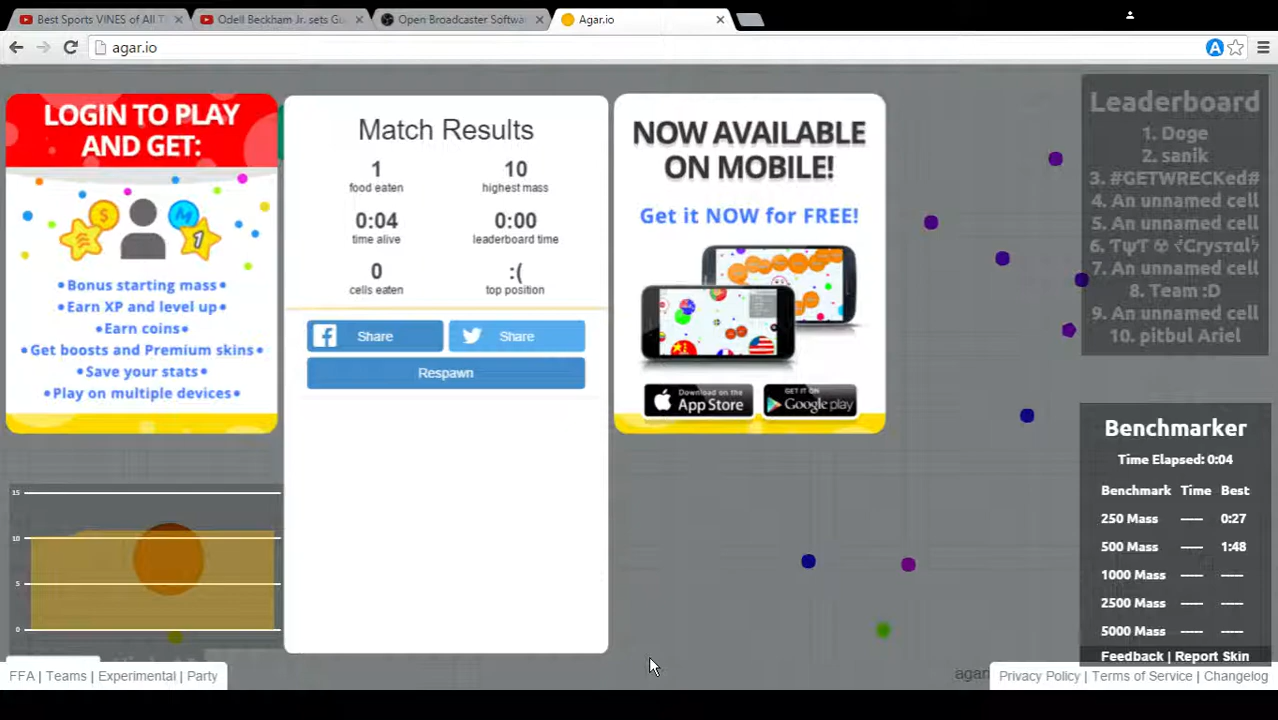 Best Sports VINES of All T
Odell Beckham Jr. sets Gu
Open Broadcaster Softwa
Agar.io
agar.io
LOGIN TO PLAY
AND GET:
•Bonus starting mass•
•Earn XP and level up•
•Earn coins•
•Get boosts and Premium skins•
•Save your stats•
•Play on multiple devices•
Match Results
1
food eaten
10
highest mass
0:04
time alive
0:00
leaderboard time
0
cells eaten
:(
top position
Share
Share
Respawn
NOW AVAILABLE
ON MOBILE!
Get it NOW for FREE!
Download on the
App Store
GET IT ON
Google play
Leaderboard
1. Doge
2. sanik
3. #GETWRECKed#
4. An unnamed cell
5. An unnamed cell
7. An unnamed cell
8. Team :D
9. An unnamed cell
10. pitbul Ariel
Benchmarker
Time Elapsed: 0:04
Benchmark Time Best
250 Mass —— 0:27
500 Mass —— 1:48
1000 Mass —— ——
2500 Mass —— ——
5000 Mass —— ——
Feedback | Report Skin
15
10
5
0
FFA | Teams | Experimental | Party
agar
Privacy Policy | Terms of Service | Changelog